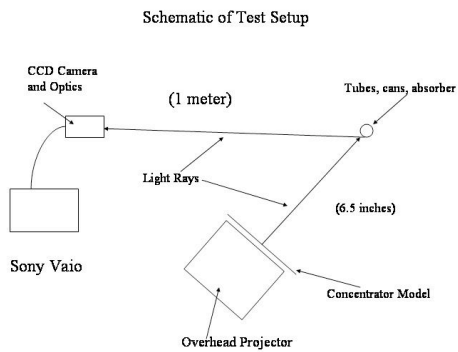 Schematic of Test Setup
CCD Camera
and Optics
(1 meter)
Tubes, cans, absorber
Light Rays
(6.5 inches)
Sony Vaio
Concentrator Model
Overhead Projector